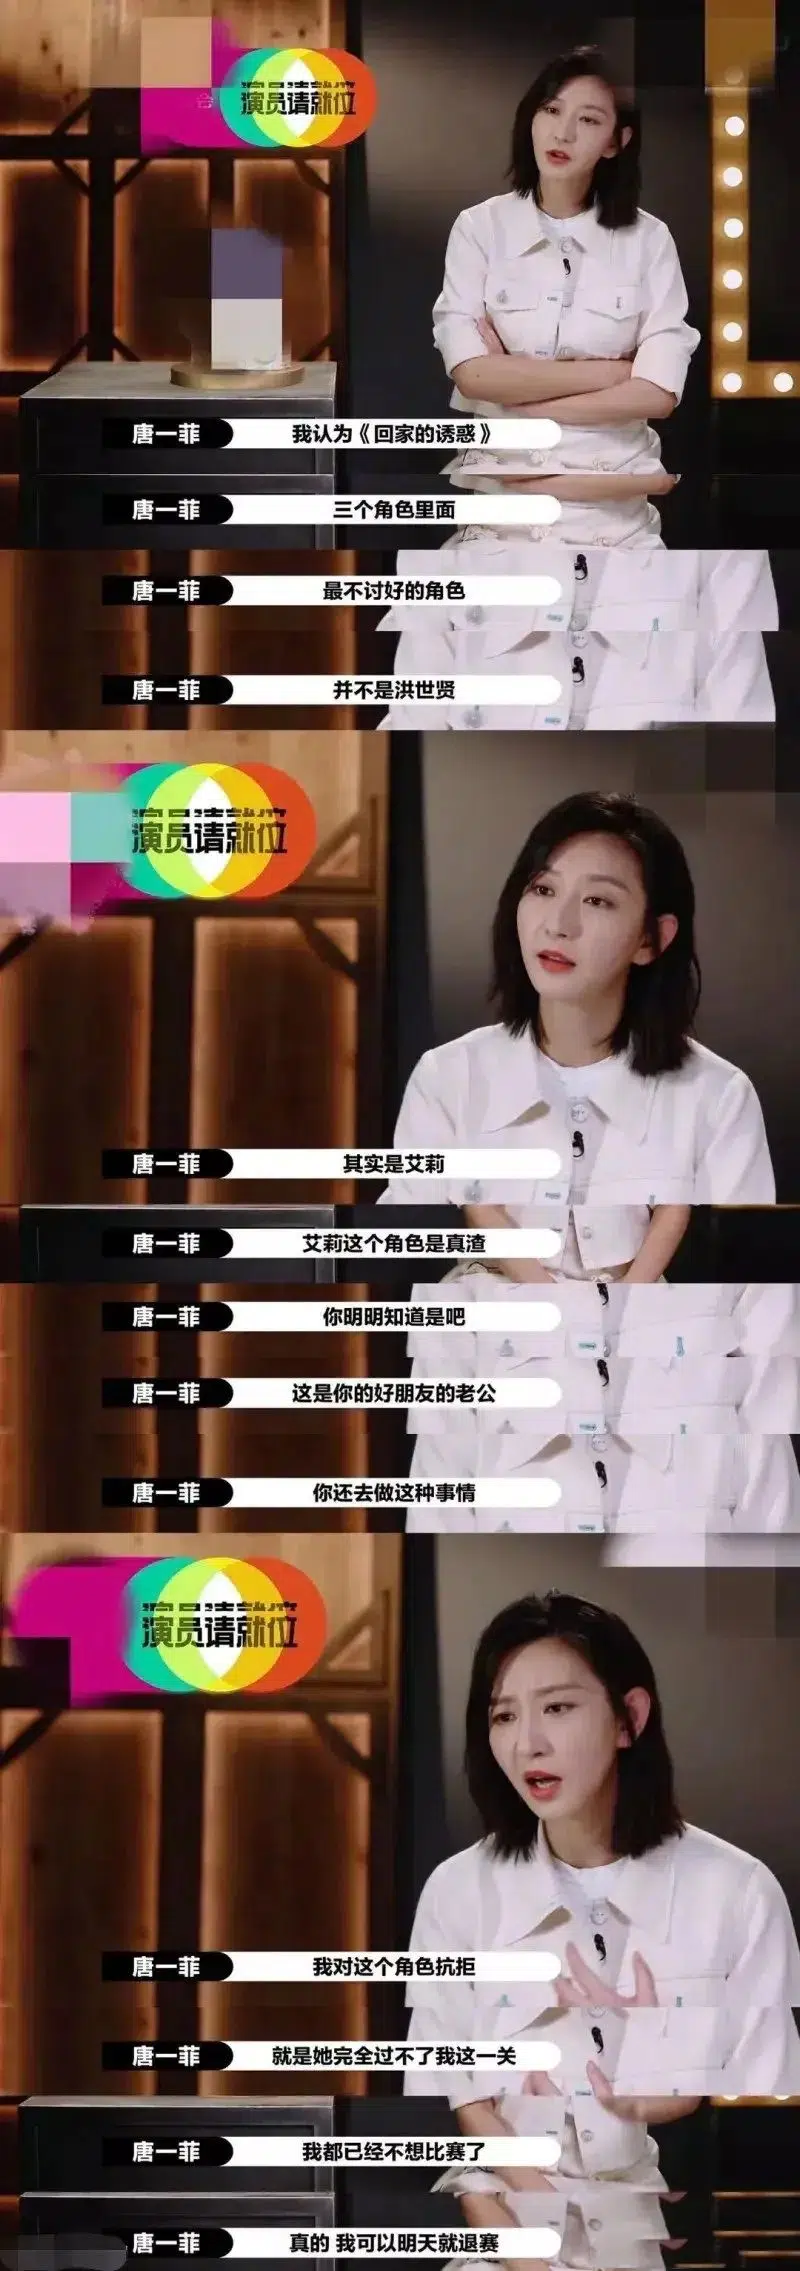 演员请就位
唐一菲 我认为《回家的诱惑》
唐一菲 三个角色里面
唐一菲 最不讨好的角色
唐一菲 并不是洪世贤
演员请就位
唐一菲 其实是艾莉
唐一菲 艾莉这个角色是真渣
唐一菲 你明明知道是吧
唐一菲 这是你的好朋友的老公
唐一菲 你还去做这种事情
演员请就位
唐一菲 我对这个角色抗拒
唐一菲 就是她完全过不了我这一关
唐一菲 我都已经不想比赛了
唐一菲 真的 我可以明天就退赛